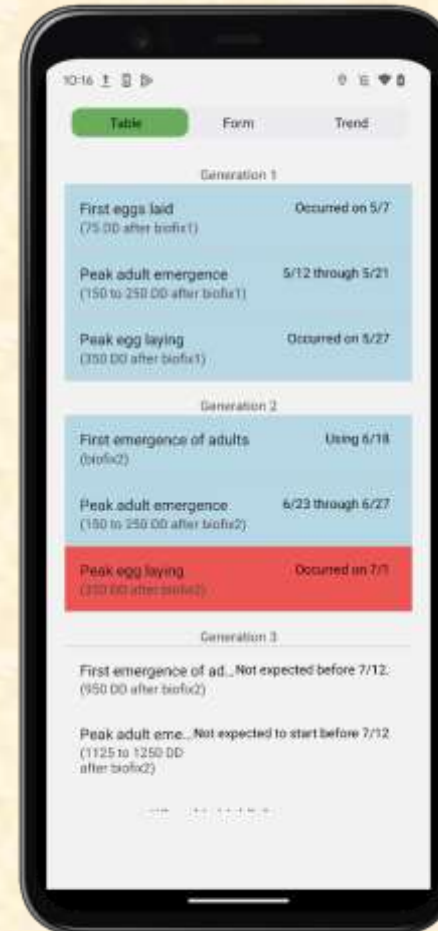 10:16
Table Form Trend
Generation 1
First eggs laid Occurred on 5/7
(75 DD after biofix1)
Peak adult emergence 5/12 through 5/21
(150 to 250 DD after biofix1)
Peak egg laying Occurred on 5/27
(350 DD after biofix1)
Generation 2
First emergence of adults Using 6/18
(biofix2)
Peak adult emergence 6/23 through 6/27
(150 to 250 DD after biofix2)
Peak egg laying Occurred on 7/1
(350 DD after biofix2)
Generation 3
First emergence of ad... Not expected before 7/12.
(950 DD after biofix2)
Peak adult eme... Not expected to start before 7/12
(1125 to 1250 DD
after biofix2)